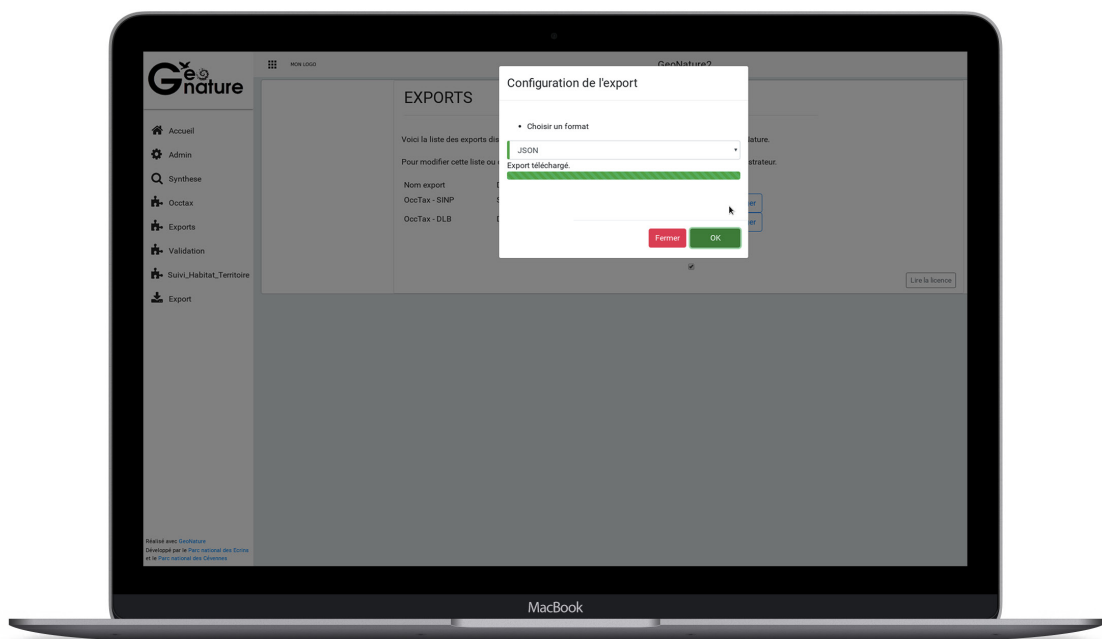 Geonature
MON LOGO
GeoNature2
Accueil
Admin
Synthese
Occtax
Exports
Validation
Suivi_Habitat_Territoire
Export
Réalisé avec GeoNature
Développé par le Parc national des Ecrins
et le Parc national des Cévennes
EXPORTS
Voici la liste des exports
Pour modifier cette liste ou
Nom export
OccTax - SINP
OccTax - DLB
Configuration de l'export
Choisir un format
JSON
Export téléchargé.
Fermer
OK
Lire la licence
MacBook